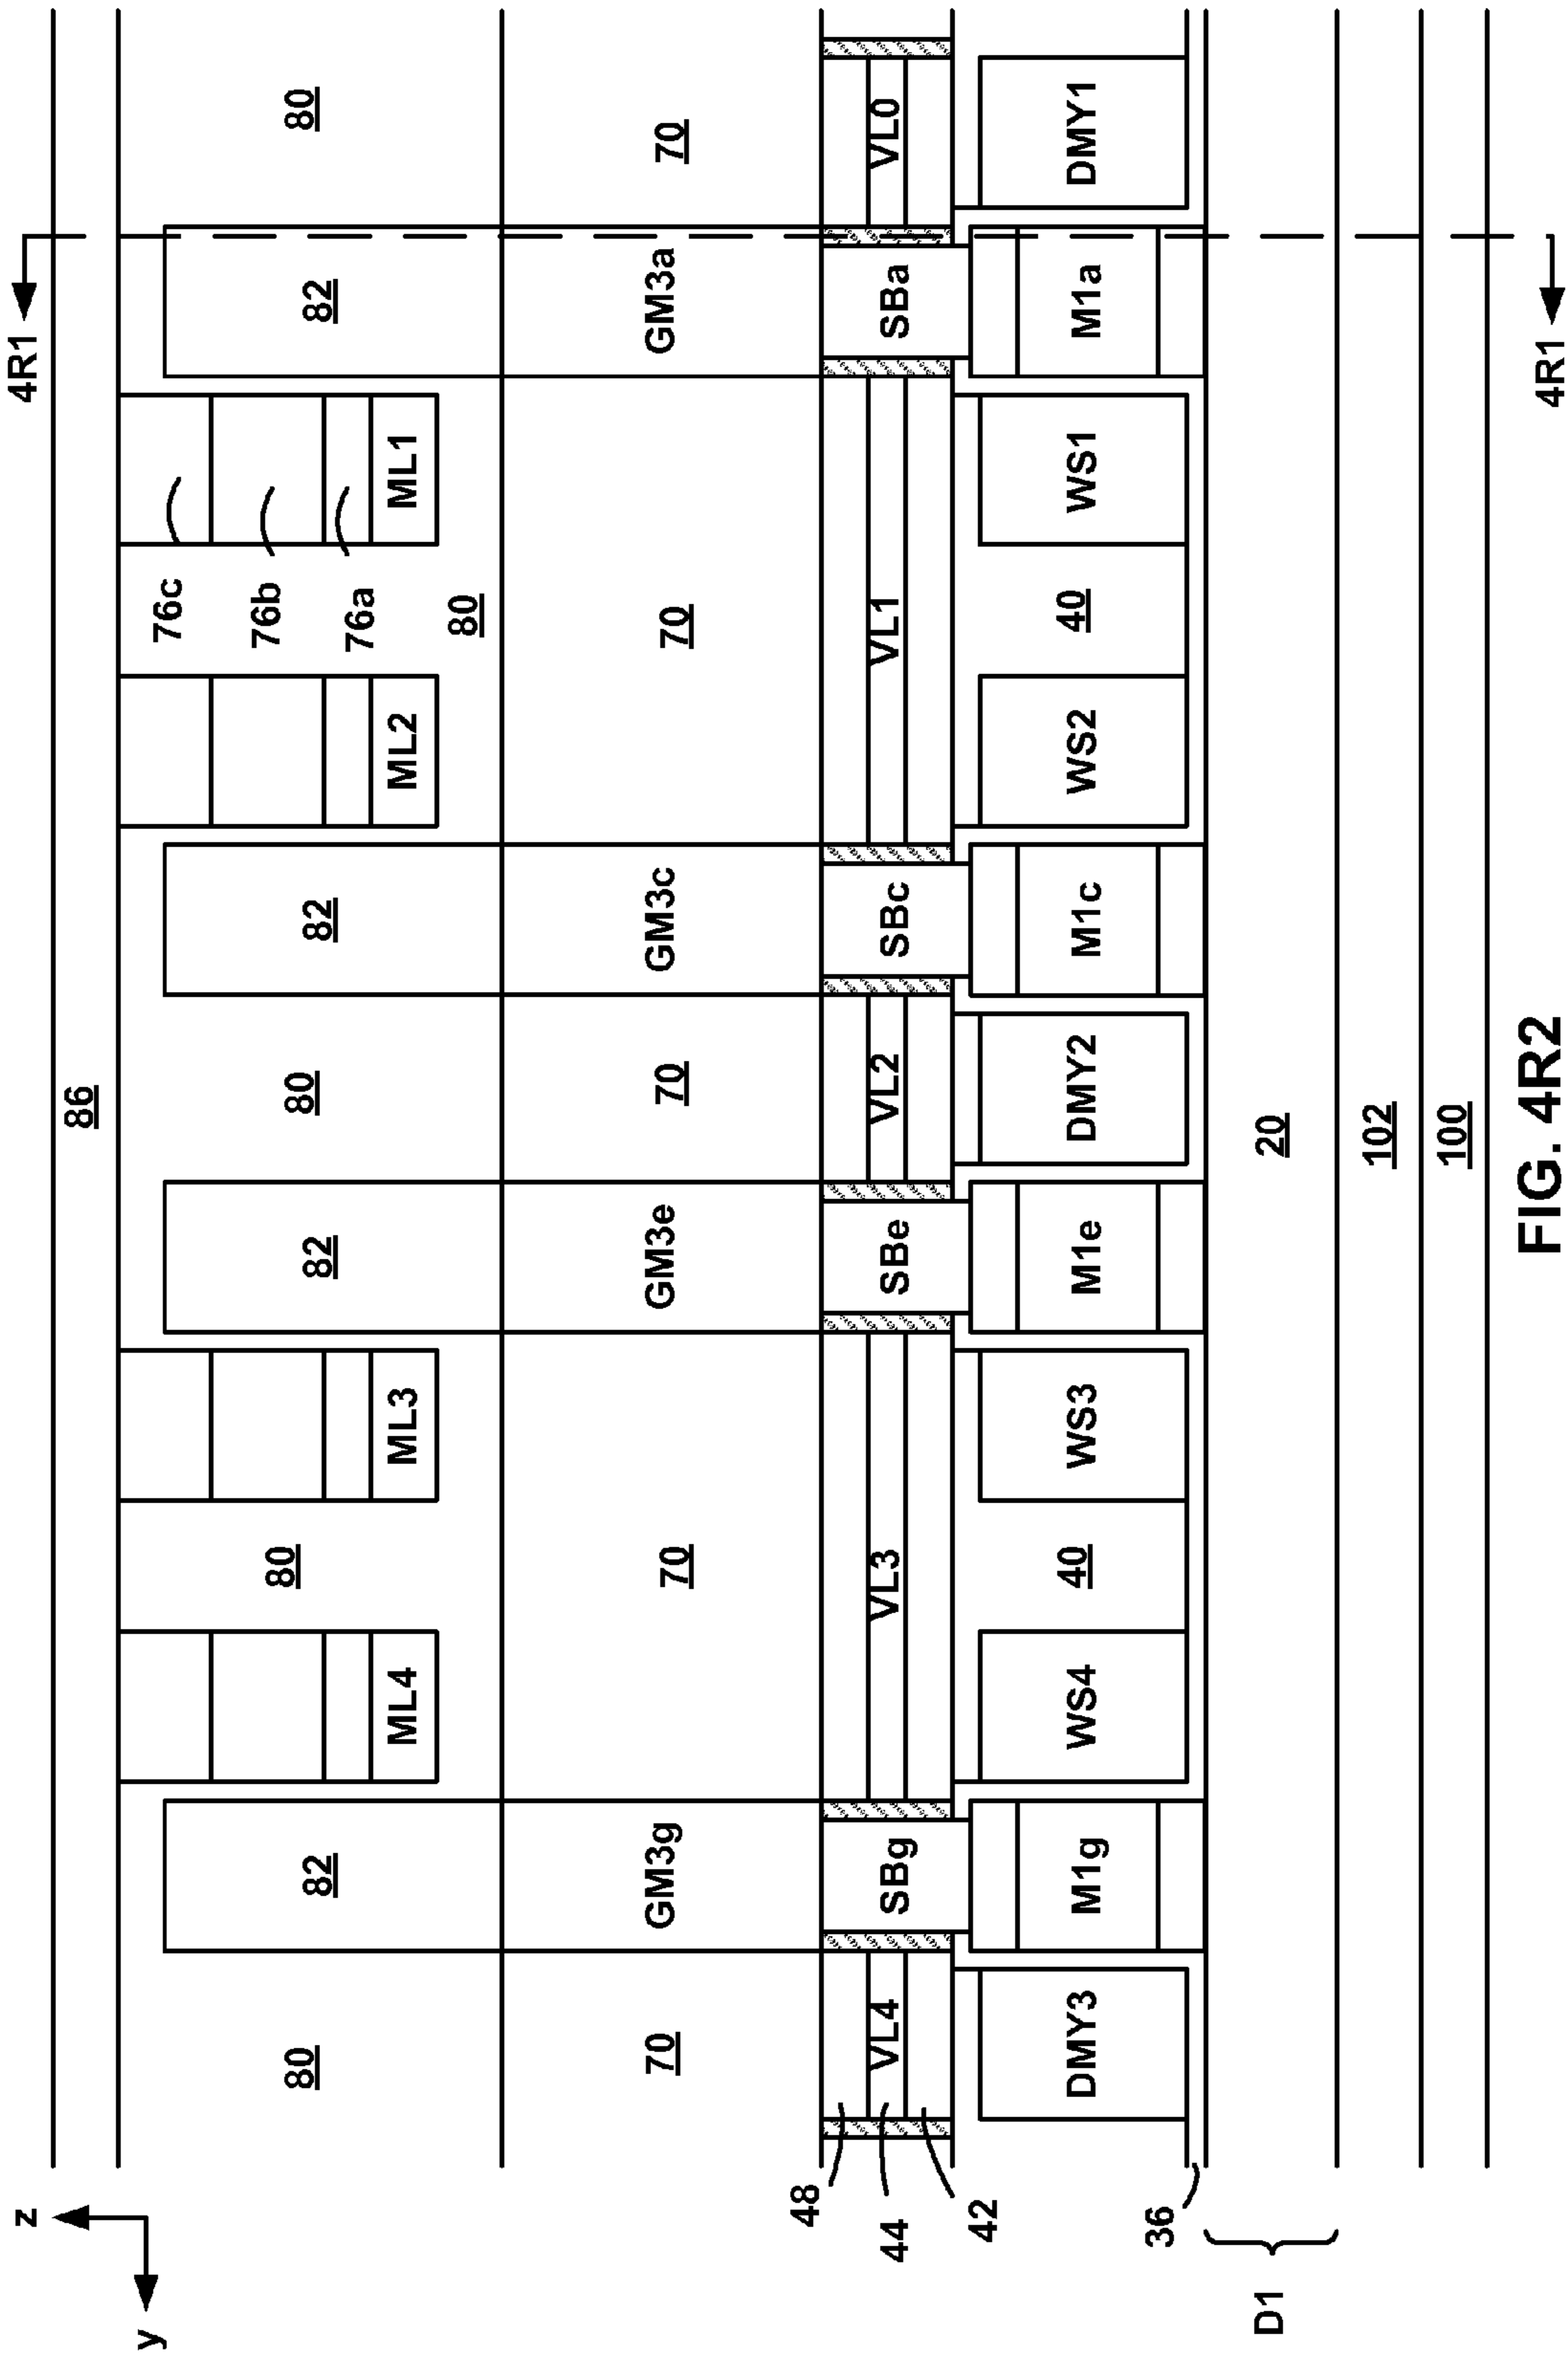 z
y
4R1
86
80
82
80
82
80
82
80
82
80
76c
76b
76a
ML4
ML3
ML2
ML1
70
GM3g
70
GM3e
70
GM3c
70
GM3a
70
48
44
42
VL4
SBg
VL3
SBe
VL2
SBc
VL1
SBa
VL0
DMY3
M1g
WS4
40
WS3
M1e
DMY2
M1c
WS2
40
WS1
M1a
DMY1
36
D1
20
102
100
4R1
FIG. 4R2